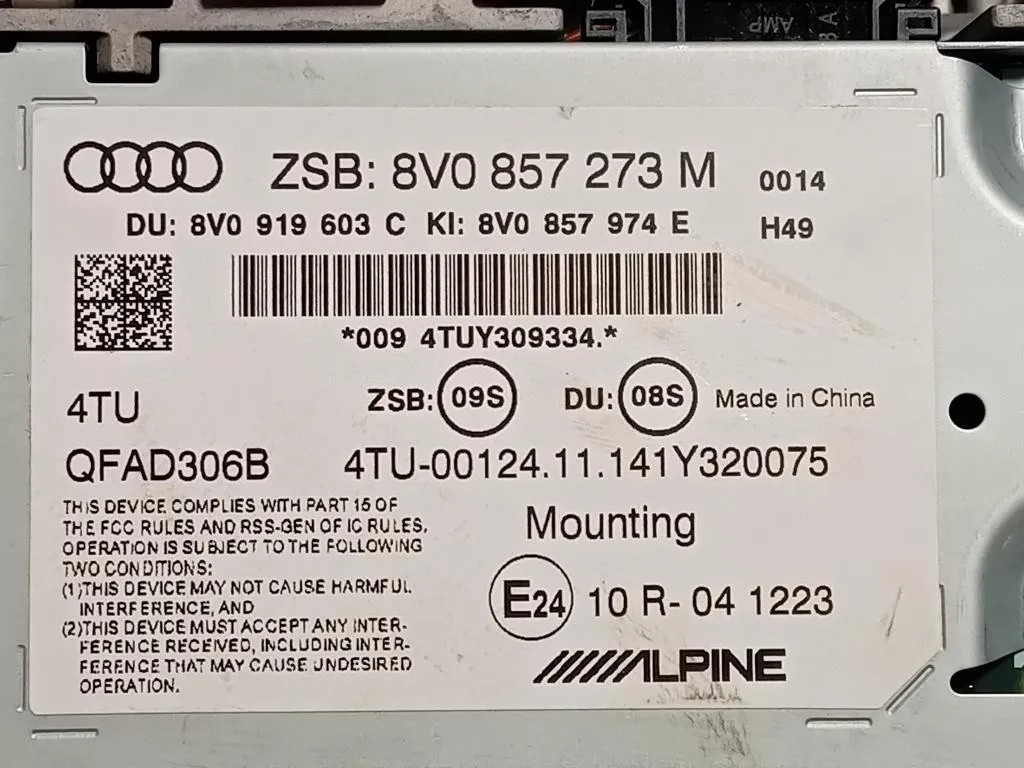 AMP
8A
ZSB: 8V0 857 273 M 0014
DU: 8V0 919 603 C KI: 8V0 857 974 E H49
*009 4TUY309334.*
4TU ZSB: 09S DU: 08S Made in China
QFAD306B 4TU-00124.11.141Y320075
THIS DEVICE COMPLIES WITH PART 15 OF
THE FCC RULES AND RSS-GEN OF IC RULES,
OPERATION IS SUBJECT TO THE FOLLOWING
TWO CONDITIONS:
(1)THIS DEVICE MAY NOT CAUSE HARMFUL
INTERFERENCE, AND
(2)THIS DEVICE MUST ACCEPT ANY INTER-
FERENCE RECEIVED, INCLUDING INTER-
FERENCE THAT MAY CAUSE UNDESIRED
OPERATION.
Mounting
E24 10 R-04 1223
ALPINE